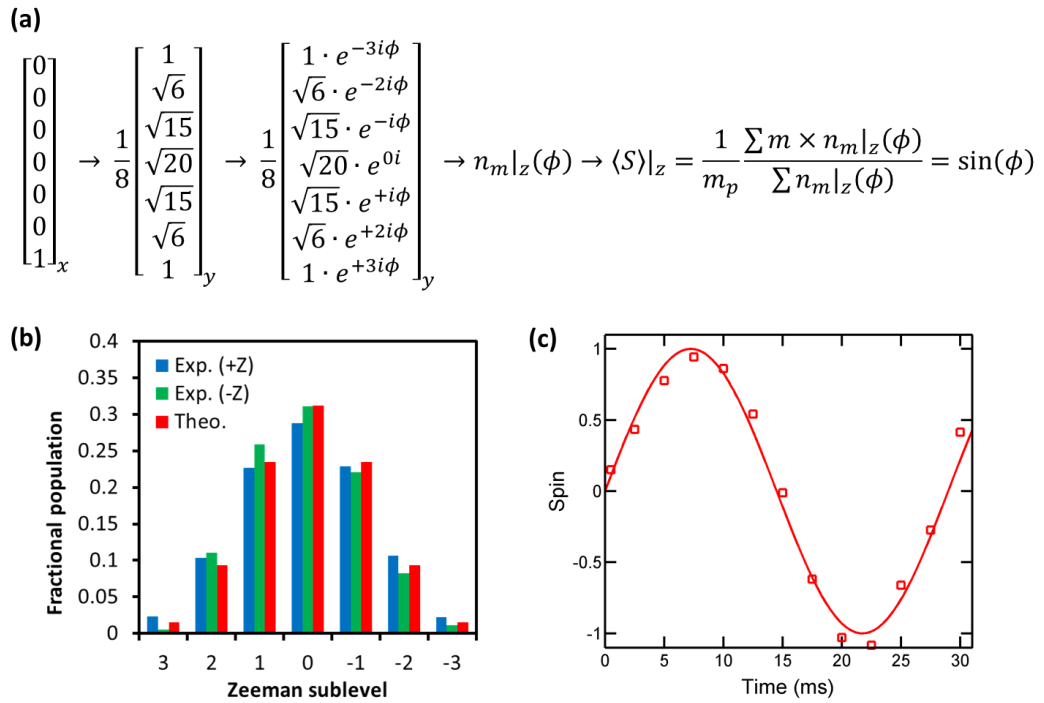 (a)
[0 0 0 0 0 0 1]_x → 1/8 [1 √6 √15 √20 √15 √6 1]_y → 1/8 [1 · e^{-3iϕ} √6 · e^{-2iϕ} √15 · e^{-iϕ} √20 · e^{0i} √15 · e^{+iϕ} √6 · e^{+2iϕ} 1 · e^{+3iϕ}]_y → n_m|_z(ϕ) → ⟨S⟩|_z = 1/m_p ∑ m × n_m|_z(ϕ) / ∑ n_m|_z(ϕ) = sin(ϕ)
(b)
0.4
0.35
0.3
0.25
0.2
0.15
0.1
0.05
0
Fractional population
Exp. (+Z)
Exp. (-Z)
Theo.
3 2 1 0 -1 -2 -3
Zeeman sublevel
(c)
1
0.5
0
-0.5
-1
Spin
0 5 10 15 20 25 30
Time (ms)